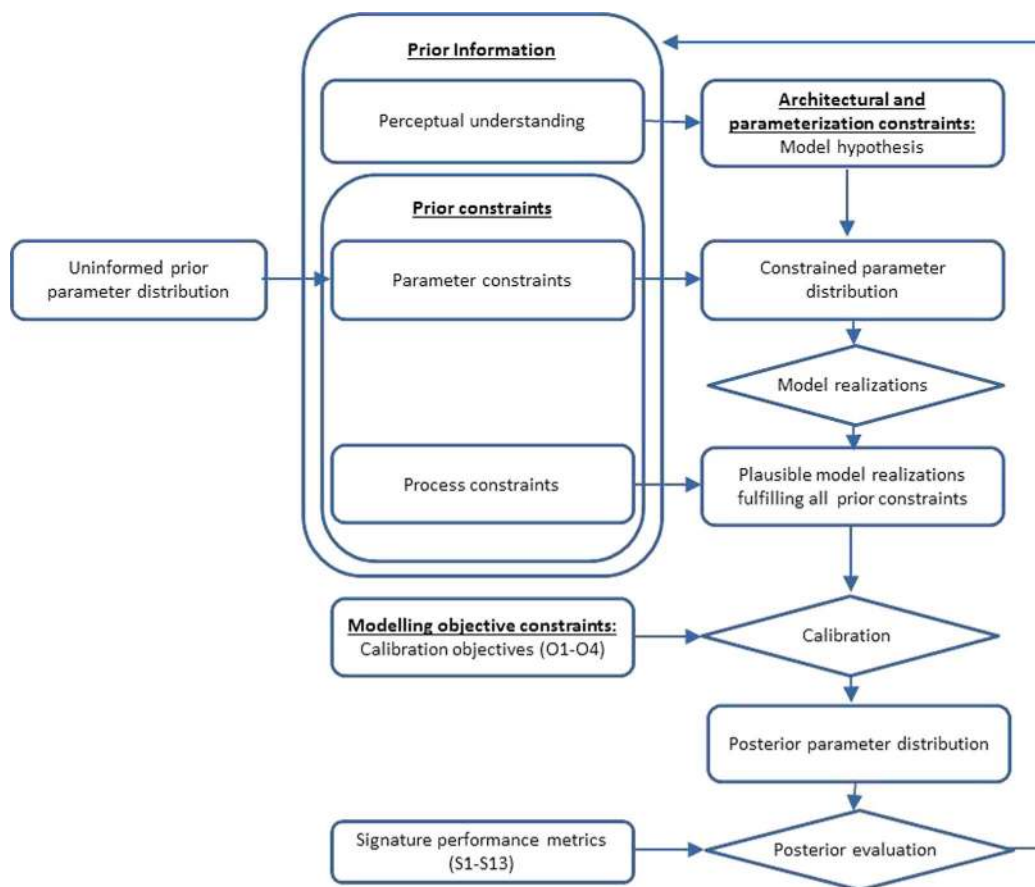 Prior Information
Perceptual understanding
Architectural and
parameterization constraints:
Model hypothesis
Prior constraints
Uninformed prior
parameter distribution
Parameter constraints
Constrained parameter
distribution
Model realizations
Process constraints
Plausible model realizations
fulfilling all prior constraints
Modelling objective constraints:
Calibration objectives (O1-O4)
Calibration
Posterior parameter distribution
Signature performance metrics
(S1-S13)
Posterior evaluation